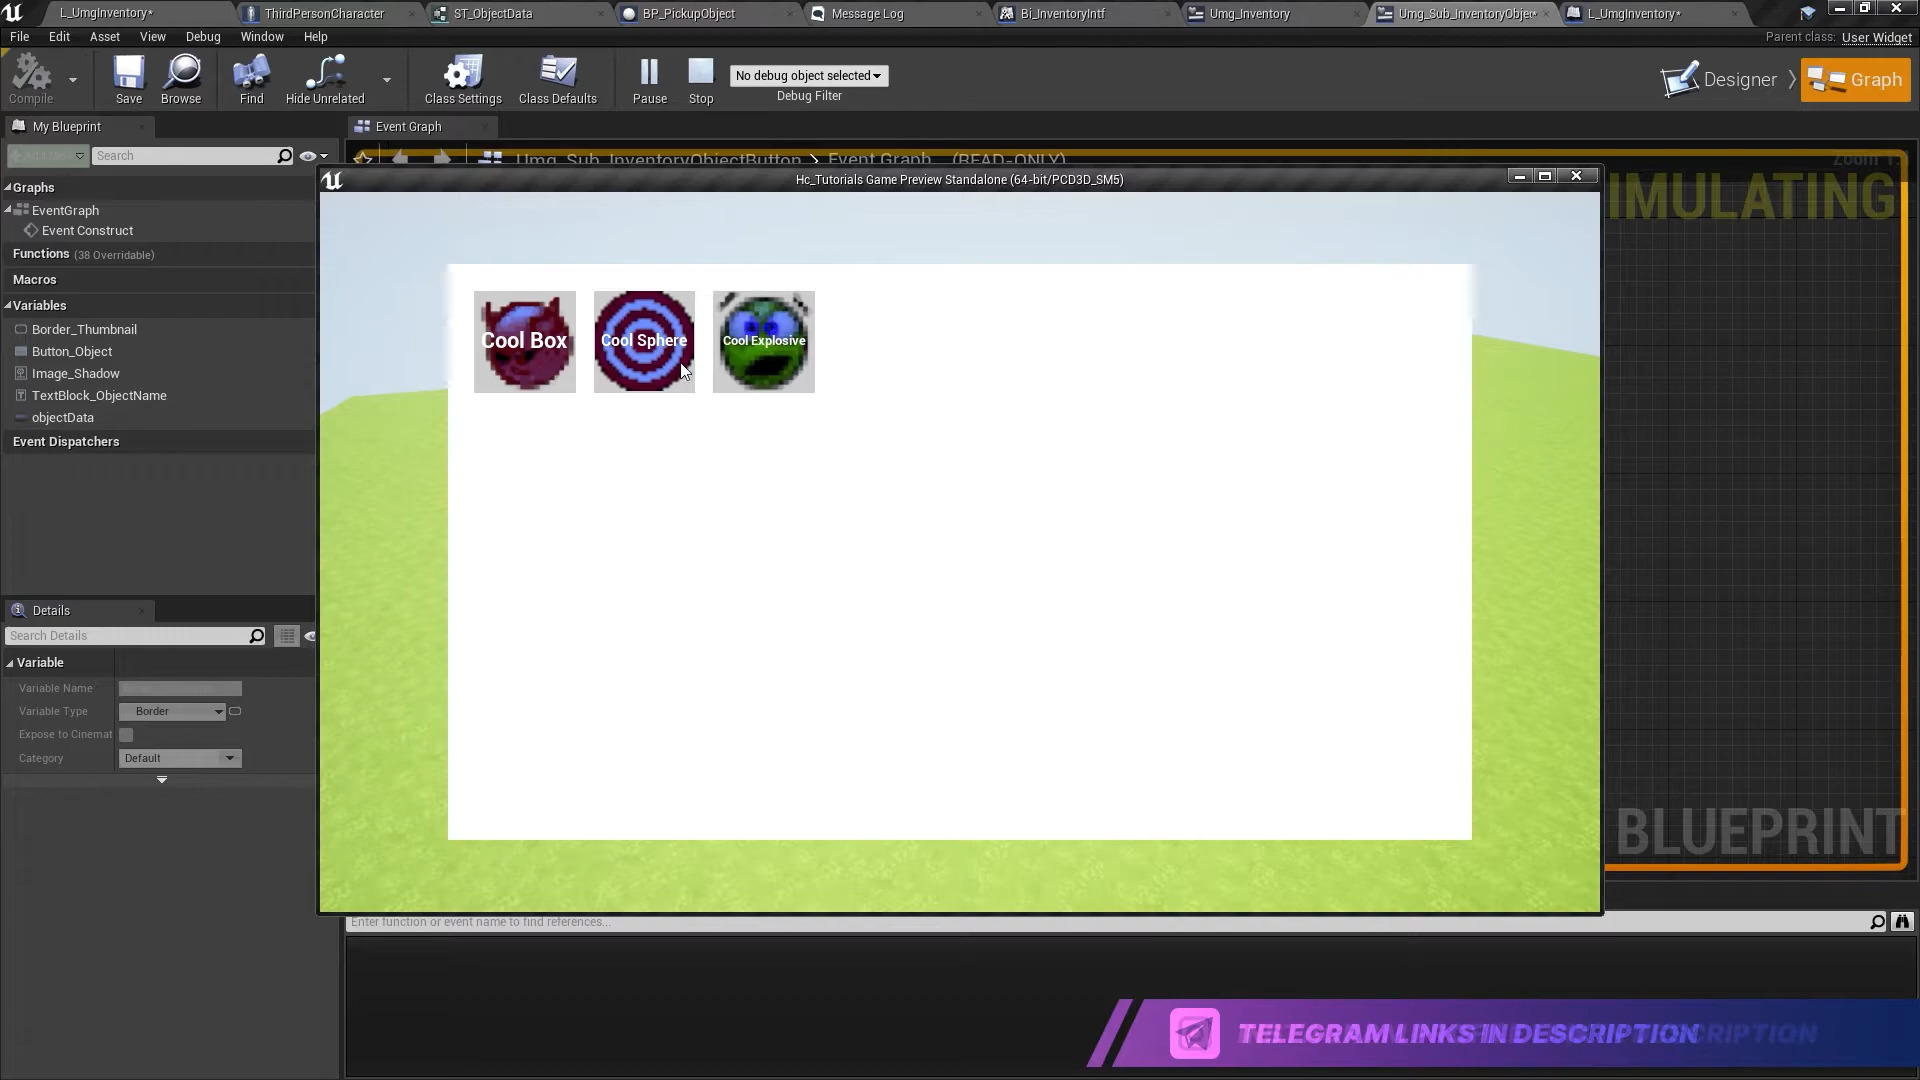 L_UmgInventory*
ThirdPersonCharacter
ST_ObjectData
BP_PickupObject
Message Log
Bi_InventoryIntf
Umg_Inventory
Umg_Sub_InventoryObjec*
L_UmgInventory*
File
Edit
Asset
View
Debug
Window
Help
Parent class: User Widget
Compile
Save
Browse
Find
Hide Unrelated
Class Settings
Class Defaults
Pause
Stop
No debug object selected
Debug Filter
Designer
Graph
My Blueprint
Event Graph
Search
Umg_Sub_InventoryObjectButton > Event Graph (READ-ONLY)
Graphs
EventGraph
Event Construct
Functions (38 Overridable)
Macros
Variables
Border_Thumbnail
Button_Object
Image_Shadow
TextBlock_ObjectName
objectData
Event Dispatchers
Details
Search Details
Variable
Variable Name
Variable Type
Border
Expose to Cinemat
Category
Default
Hc_Tutorials Game Preview Standalone (64-bit/PCD3D_SM5)
Cool Box
Cool Sphere
Cool Explosive
IMULATING
BLUEPRINT
Enter function or event name to find references...
TELEGRAM LINKS IN DESCRIPTION